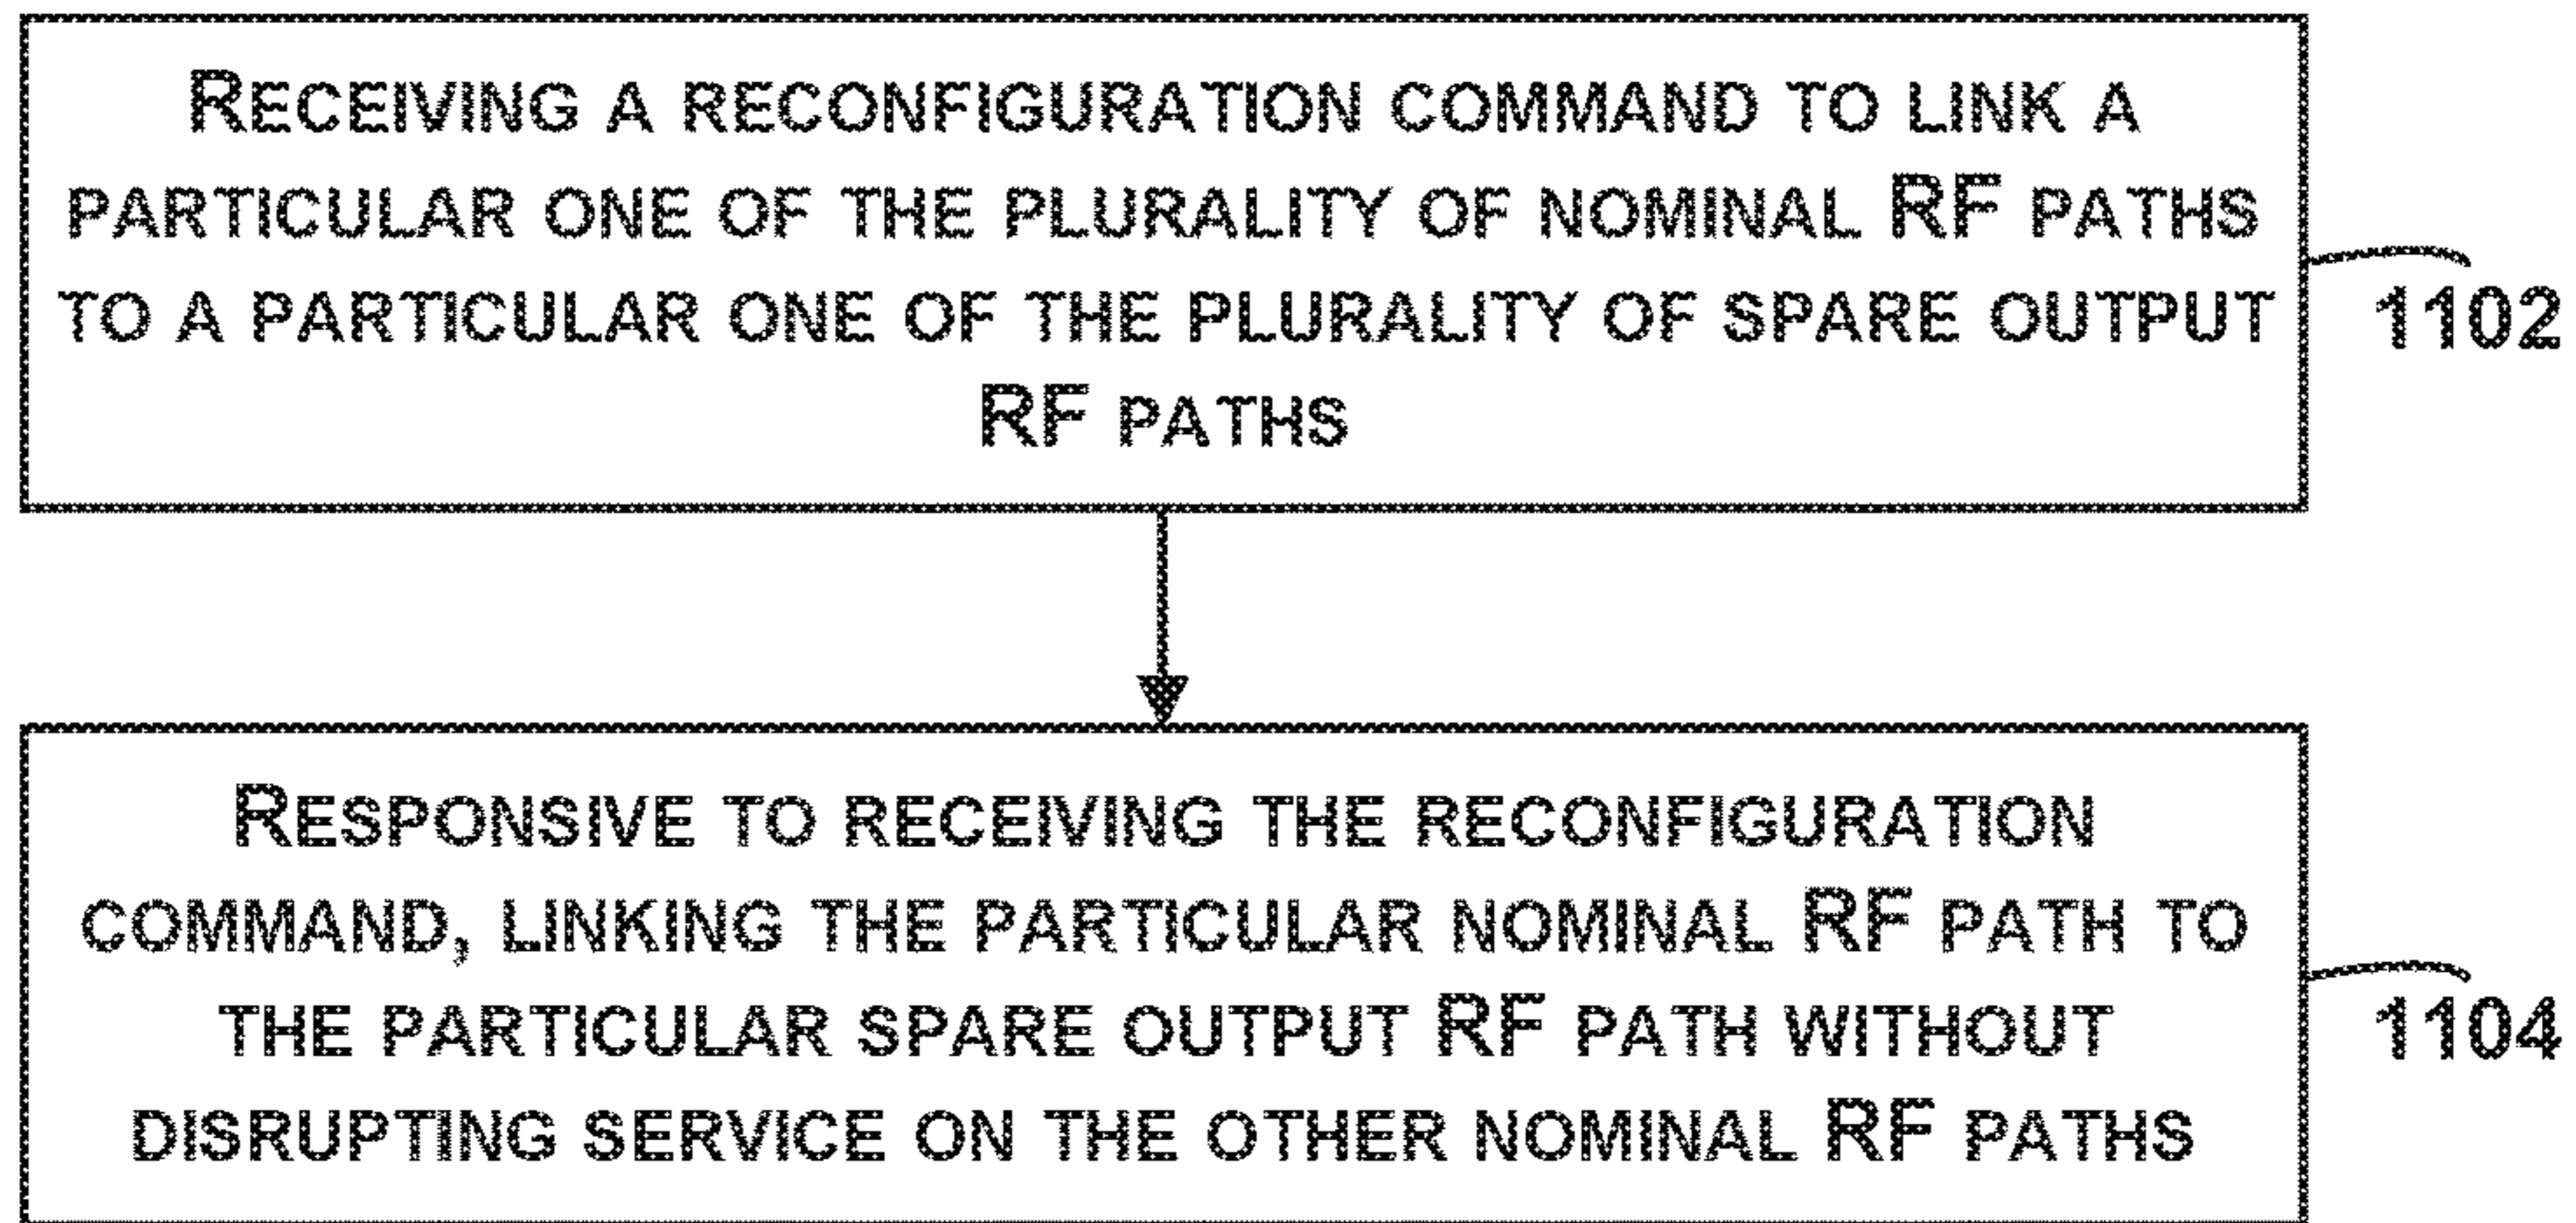 RECEIVING A RECONFIGURATION COMMAND TO LINK A
PARTICULAR ONE OF THE PLURALITY OF NOMINAL RF PATHS
TO A PARTICULAR ONE OF THE PLURALITY OF SPARE OUTPUT
RF PATHS
1102
RESPONSIVE TO RECEIVING THE RECONFIGURATION
COMMAND, LINKING THE PARTICULAR NOMINAL RF PATH TO
THE PARTICULAR SPARE OUTPUT RF PATH WITHOUT
DISRUPTING SERVICE ON THE OTHER NOMINAL RF PATHS
1104